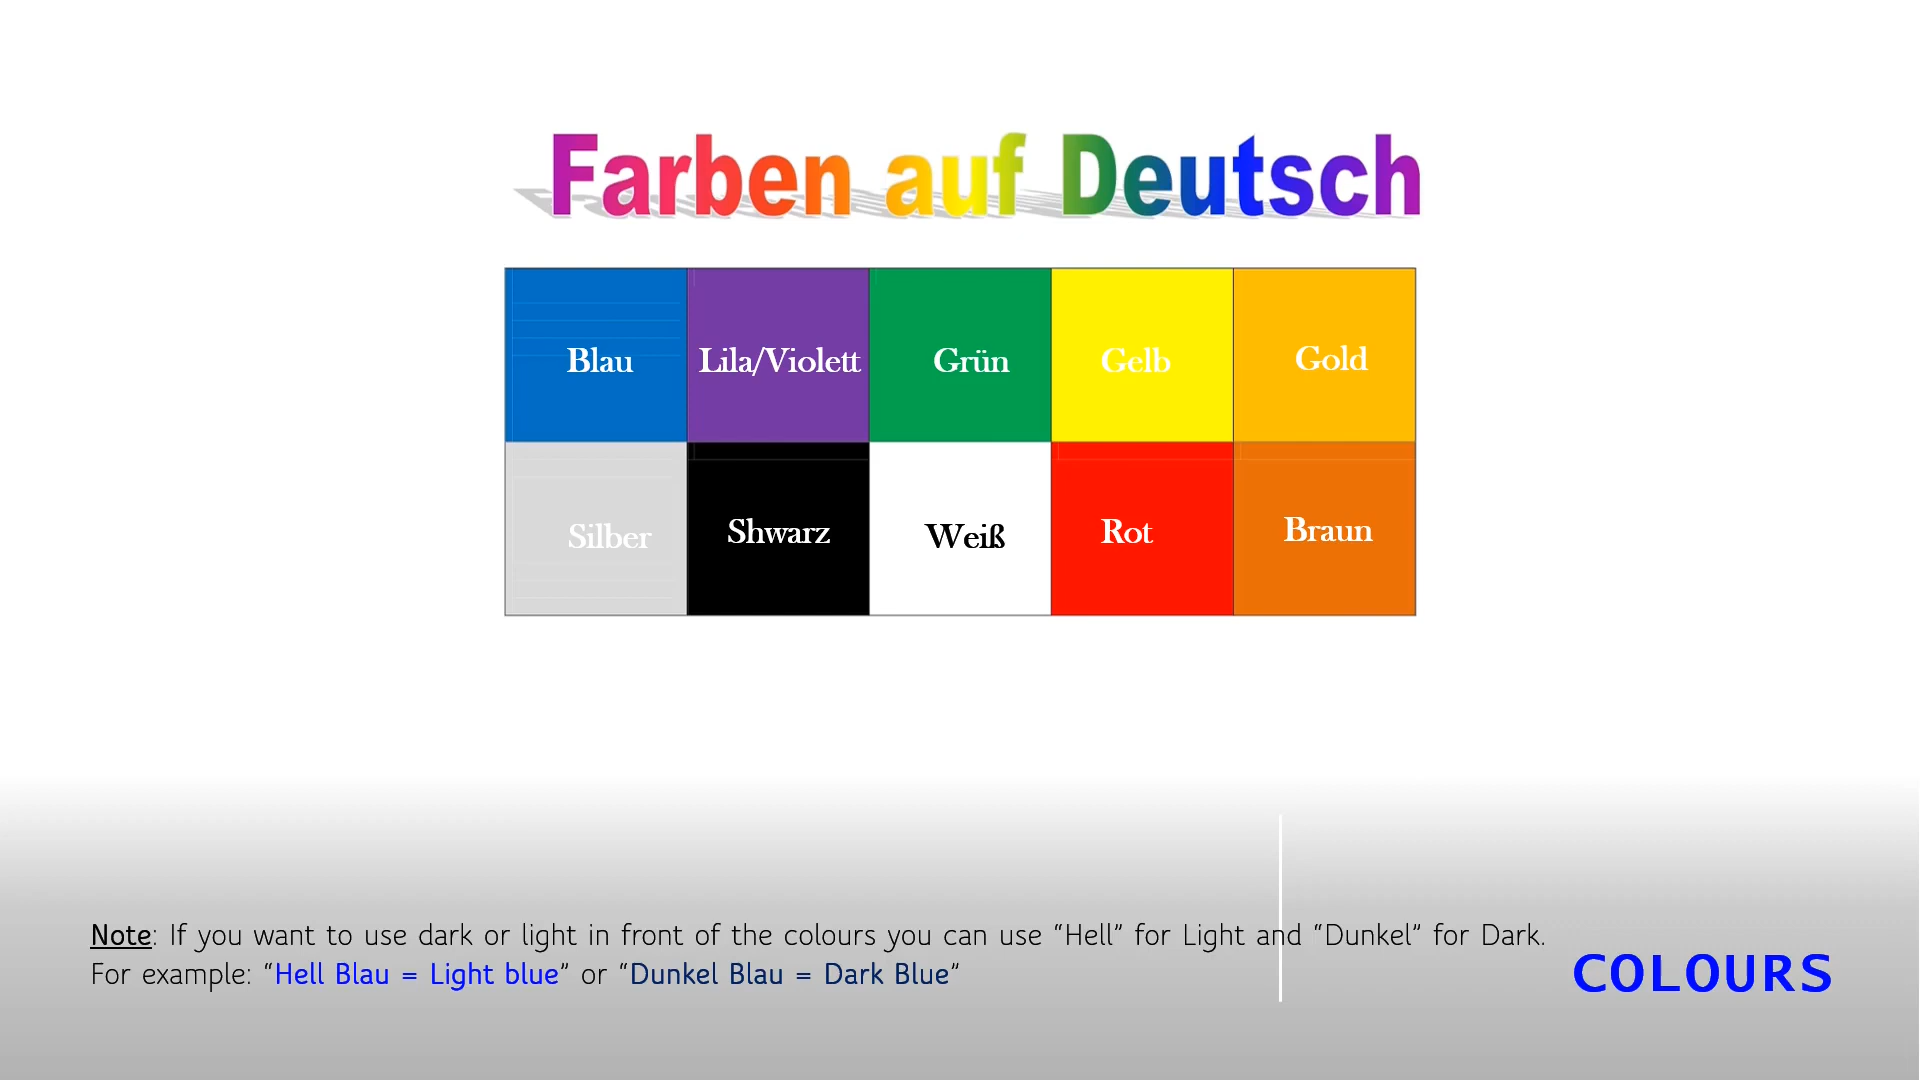 Farben auf Deutsch
Blau Lila/Violett Grün Gelb Gold
Silber Shwarz Weiß Rot Braun
Note: If you want to use dark or light in front of the colours you can use “Hell” for Light and “Dunkel” for Dark.
For example: “Hell Blau = Light blue” or “Dunkel Blau = Dark Blue”
COLOURS